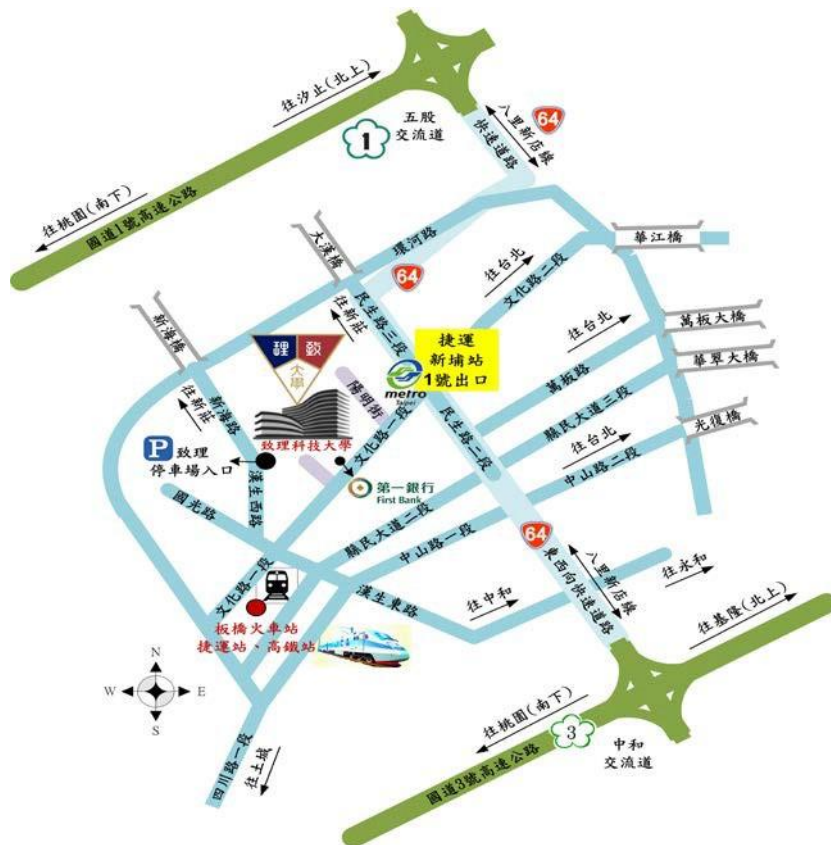 往汐止(北上)
五股
交流道
1
八里新店線
64
快速道路
往桃園(南下)
國道1號高速公路
大漢橋
環河路
華江橋
64
往台北
文化路二段
新海橋
往新莊
民生路三段
萬板大橋
往台北
捷運
新埔站
1號出口
理 致
大學
metro
Taipei
陽明街
萬板路
華翠大橋
往新莊
新海路
縣民大道三段
光復橋
致理科技大學
文化路一段
民生路二段
往台北
P 致理
停車場入口
漢生西路
第一銀行
First Bank
中山路二段
國光路
縣民大道二段
中山路一段
64
八里新店線
東西向快速道路
文化路一段
漢生東路
往中和
往永和
板橋火車站
捷運站、高鐵站
往基隆(北上)
N
W E
S
往桃園(南下)
3
中和
交流道
國道3號高速公路
四川路一段
往土城